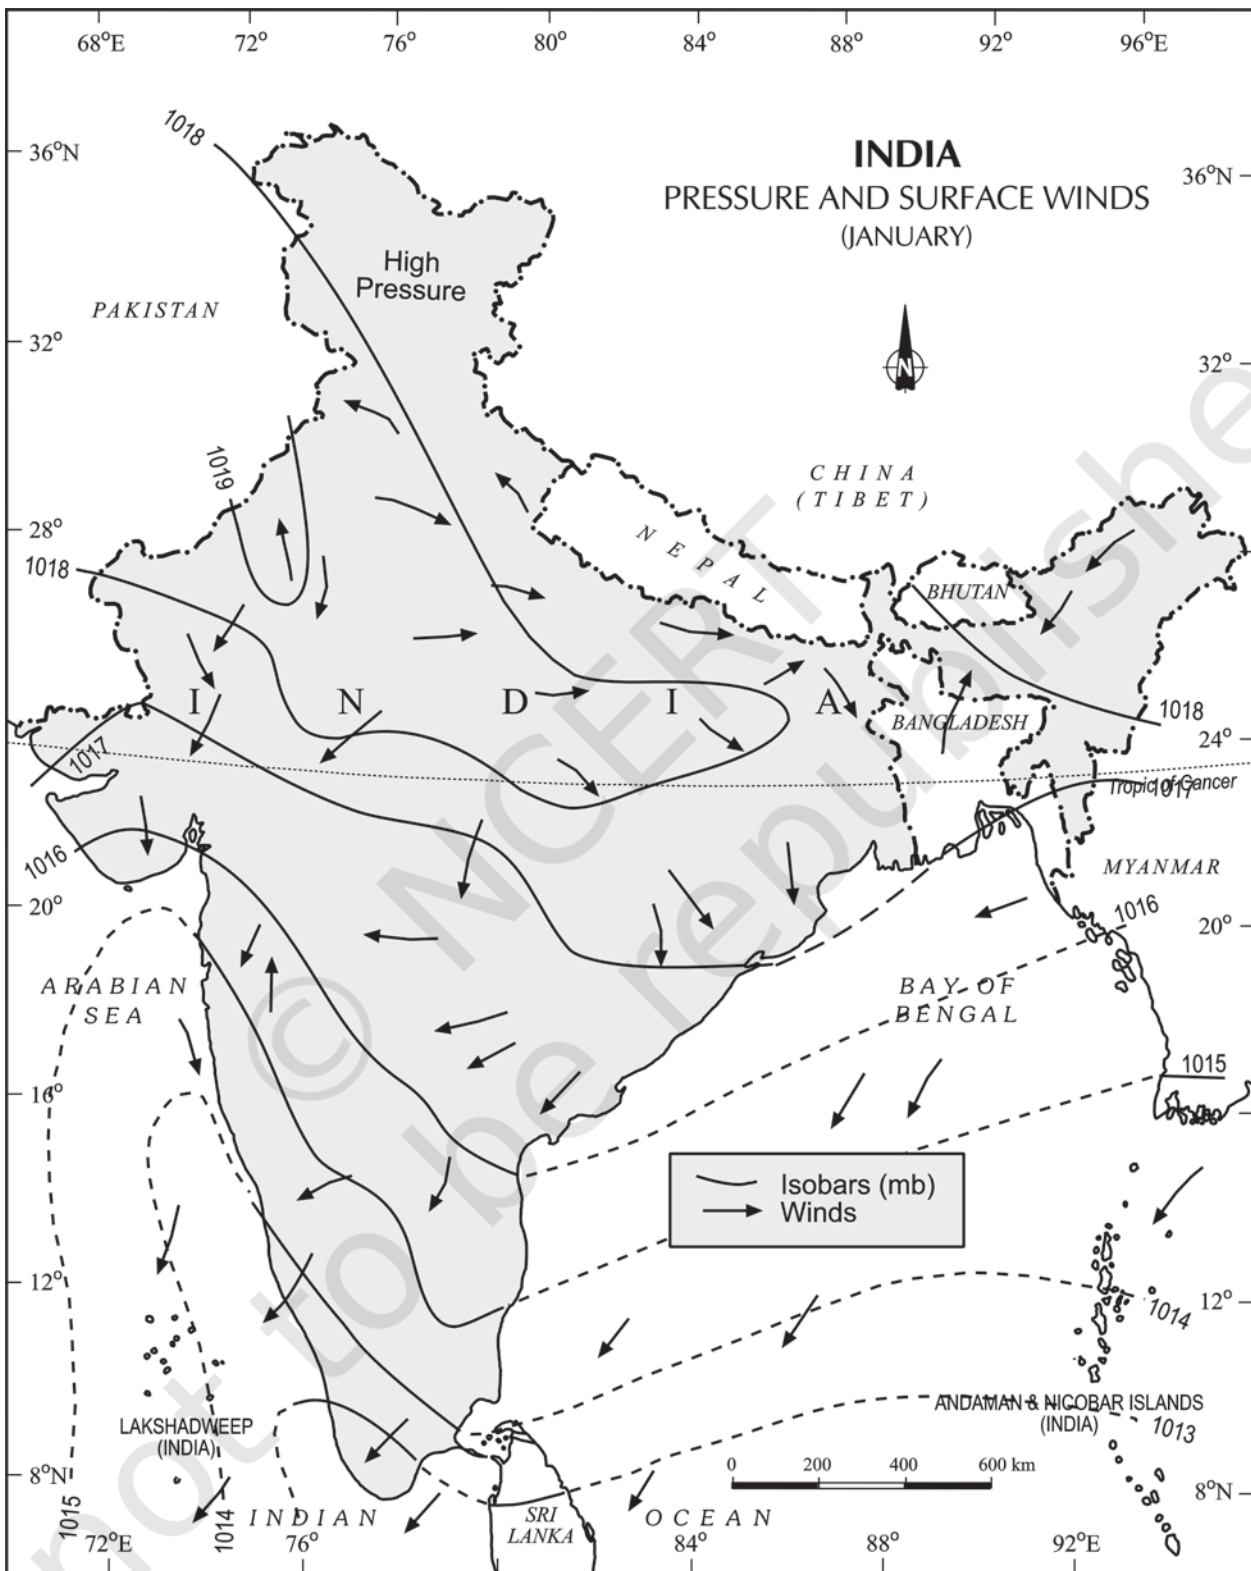 68°E 72° 76° 80° 84° 88° 92° 96°E
1018
36°N
INDIA
PRESSURE AND SURFACE WINDS
(JANUARY)
36°N
High
Pressure
PAKISTAN
32°
N
32°
1019
CHINA
(TIBET)
28°
NEPAL
1018
BHUTAN
I N D I A
BANGLADESH
1018
24°
1017
Tropic of Cancer
1017
1016
MYANMAR
20°
1016
20°
ARABIAN
SEA
BAY OF
BENGAL
1015
16°
Isobars (mb)
Winds
12°
1014
12°
LAKSHADWEEP
(INDIA)
ANDAMAN & NICOBAR ISLANDS
(INDIA)
1013
0 200 400 600 km
8°N
8°N
1015
1014
INDIAN
SRI
LANKA
OCEAN
72°E 76° 84° 88° 92°E
© NCERT
not to be republishe